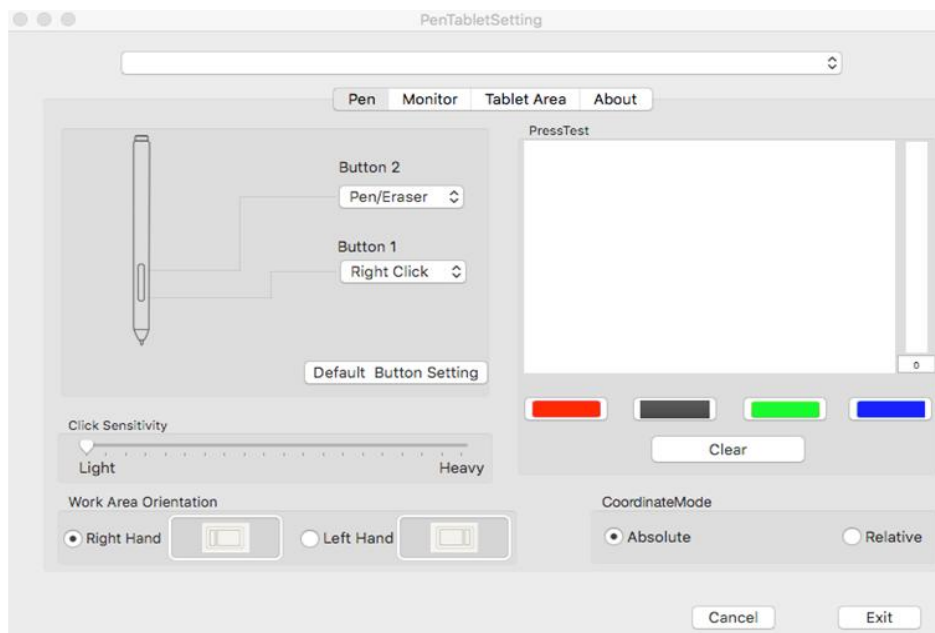 PenTabletSetting
Pen Monitor Tablet Area About
Button 2
Pen/Eraser
Button 1
Right Click
Default Button Setting
PressTest
0
Clear
Click Sensitivity
Light Heavy
Work Area Orientation
Right Hand Left Hand
CoordinateMode
Absolute Relative
Cancel Exit